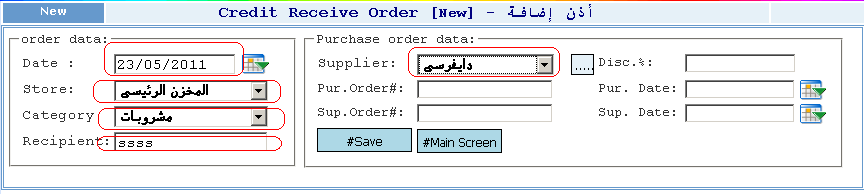 New
Credit Receive Order [New] - أذن إضافة
order data:
Date :
23/05/2011
Store:
المخزن الرئيسى
Category
مشروبات
Recipient:
ssss
Purchase order data:
Supplier:
دايفرسى
.....
Disc.%:
Pur.Order#:
Pur. Date:
Sup.Order#:
Sup. Date:
#Save
#Main Screen